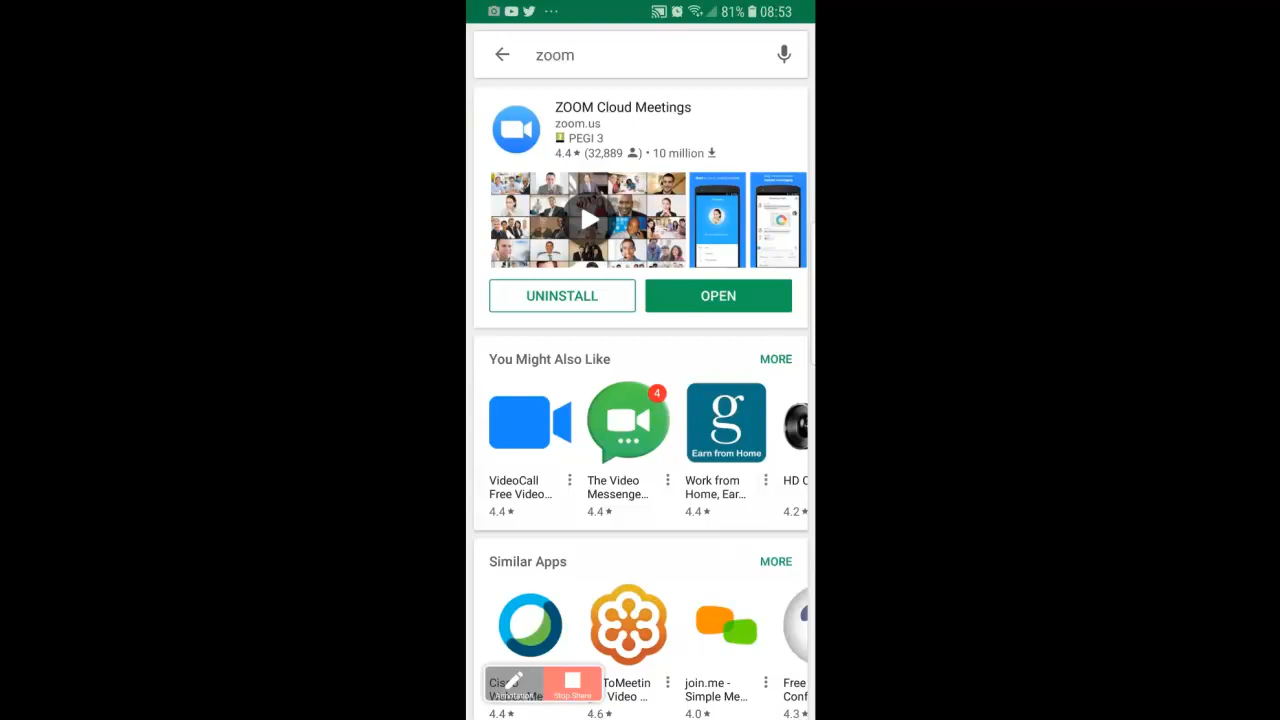 81% 08:53
zoom
ZOOM Cloud Meetings
zoom.us
PEGI 3
4.4★ (32,889) • 10 million
UNINSTALL OPEN
You Might Also Like MORE
4
g
Earn from Home
VideoCall The Video Work from HD C
Free Video... Messenge... Home, Ear...
4.4★ 4.4★ 4.4★ 4.2★
Similar Apps MORE
ToMeetin join.me - Free
Video ... Simple Me... Conf
Stop Share
4.4★ 4.6★ 4.0★ 4.3★